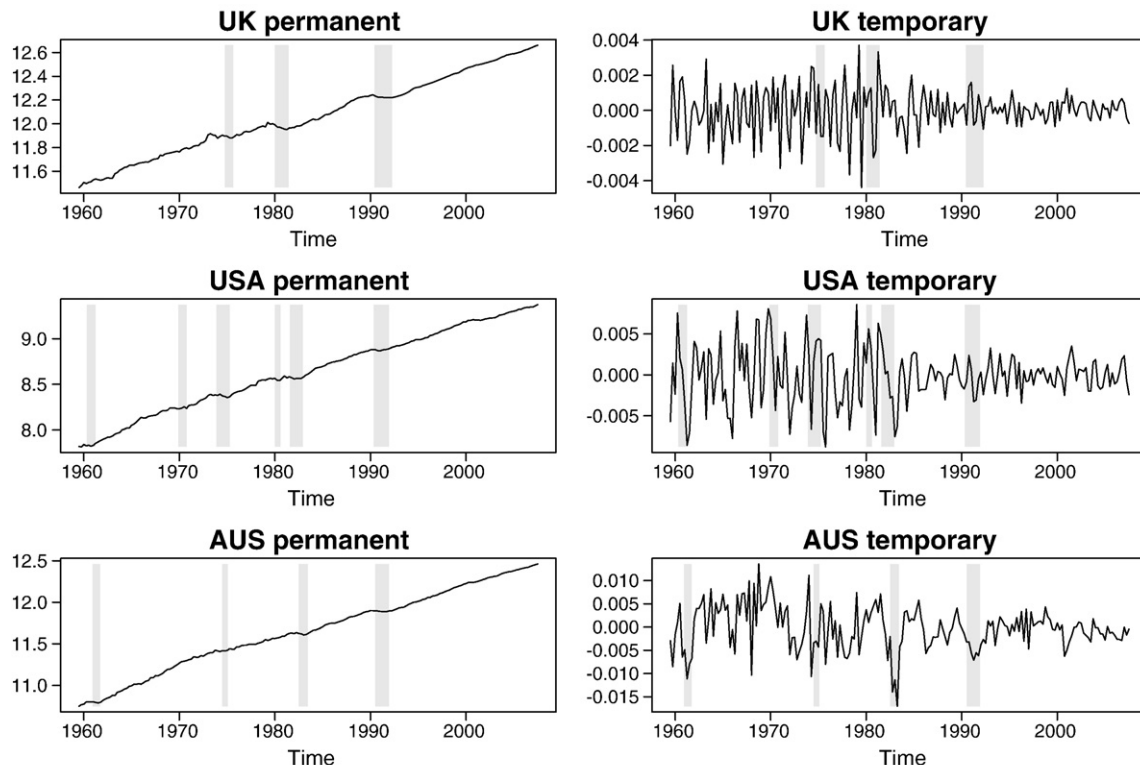 UK permanent
12.6
12.4
12.2
12.0
11.8
11.6
1960 1970 1980 1990 2000
Time
UK temporary
0.004
0.002
0.000
-0.002
-0.004
1960 1970 1980 1990 2000
Time
USA permanent
9.0
8.5
8.0
1960 1970 1980 1990 2000
Time
USA temporary
0.005
0.000
-0.005
1960 1970 1980 1990 2000
Time
AUS permanent
12.5
12.0
11.5
11.0
1960 1970 1980 1990 2000
Time
AUS temporary
0.010
0.005
0.000
-0.005
-0.010
-0.015
1960 1970 1980 1990 2000
Time